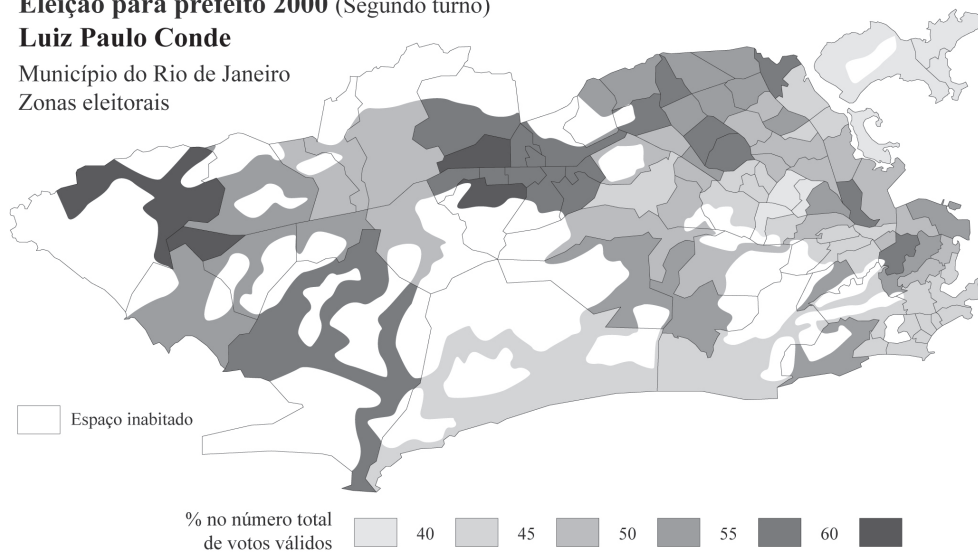 Eleição para prefeito 2000 (Segundo turno)
Luiz Paulo Conde
Município do Rio de Janeiro
Zonas eleitorais
Espaço inabitado
% no número total
de votos válidos
40 45 50 55 60